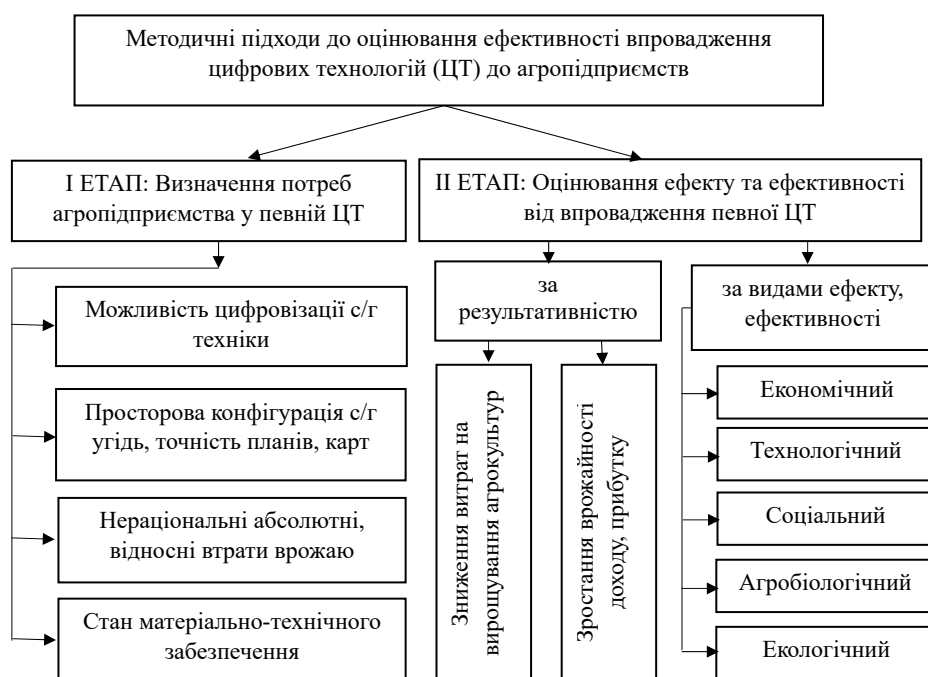 Методичні підходи до оцінювання ефективності впровадження
цифрових технологій (ЦТ) до агропідприємств
І ЕТАП: Визначення потреб
агропідприємства у певній ЦТ
ІІ ЕТАП: Оцінювання ефекту та ефективності
від впровадження певної ЦТ
Можливість цифровізації с/г
техніки
Просторова конфігурація с/г
угідь, точність планів, карт
Нераціональні абсолютні,
відносні втрати врожаю
Стан матеріально-технічного
забезпечення
за
результативністю
Зниження витрат на
вирощування агрокультур
Зростання врожайності
доходу, прибутку
за видами ефекту,
ефективності
Економічний
Технологічний
Соціальний
Агробіологічний
Екологічний